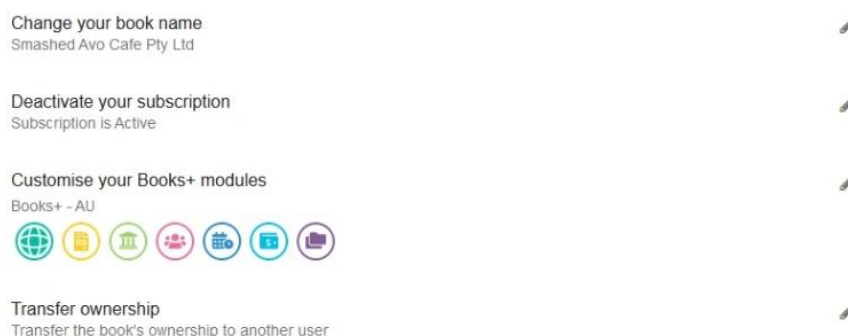 Change your book name
Smashed Avo Cafe Pty Ltd
Deactivate your subscription
Subscription is Active
Customise your Books+ modules
Books+ - AU
Transfer ownership
Transfer the book's ownership to another user